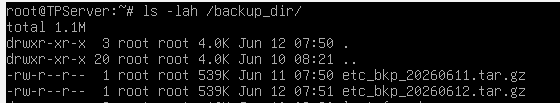 root@TPServer:~# ls -lah /backup_dir/
total 1.1M
drwxr-xr-x  3 root root 4.0K Jun 12 07:50 .
drwxr-xr-x 20 root root 4.0K Jun 10 08:21 ..
-rw-r--r--  1 root root 539K Jun 11 07:50 etc_bkp_20260611.tar.gz
-rw-r--r--  1 root root 539K Jun 12 07:50 etc_bkp_20260612.tar.gz